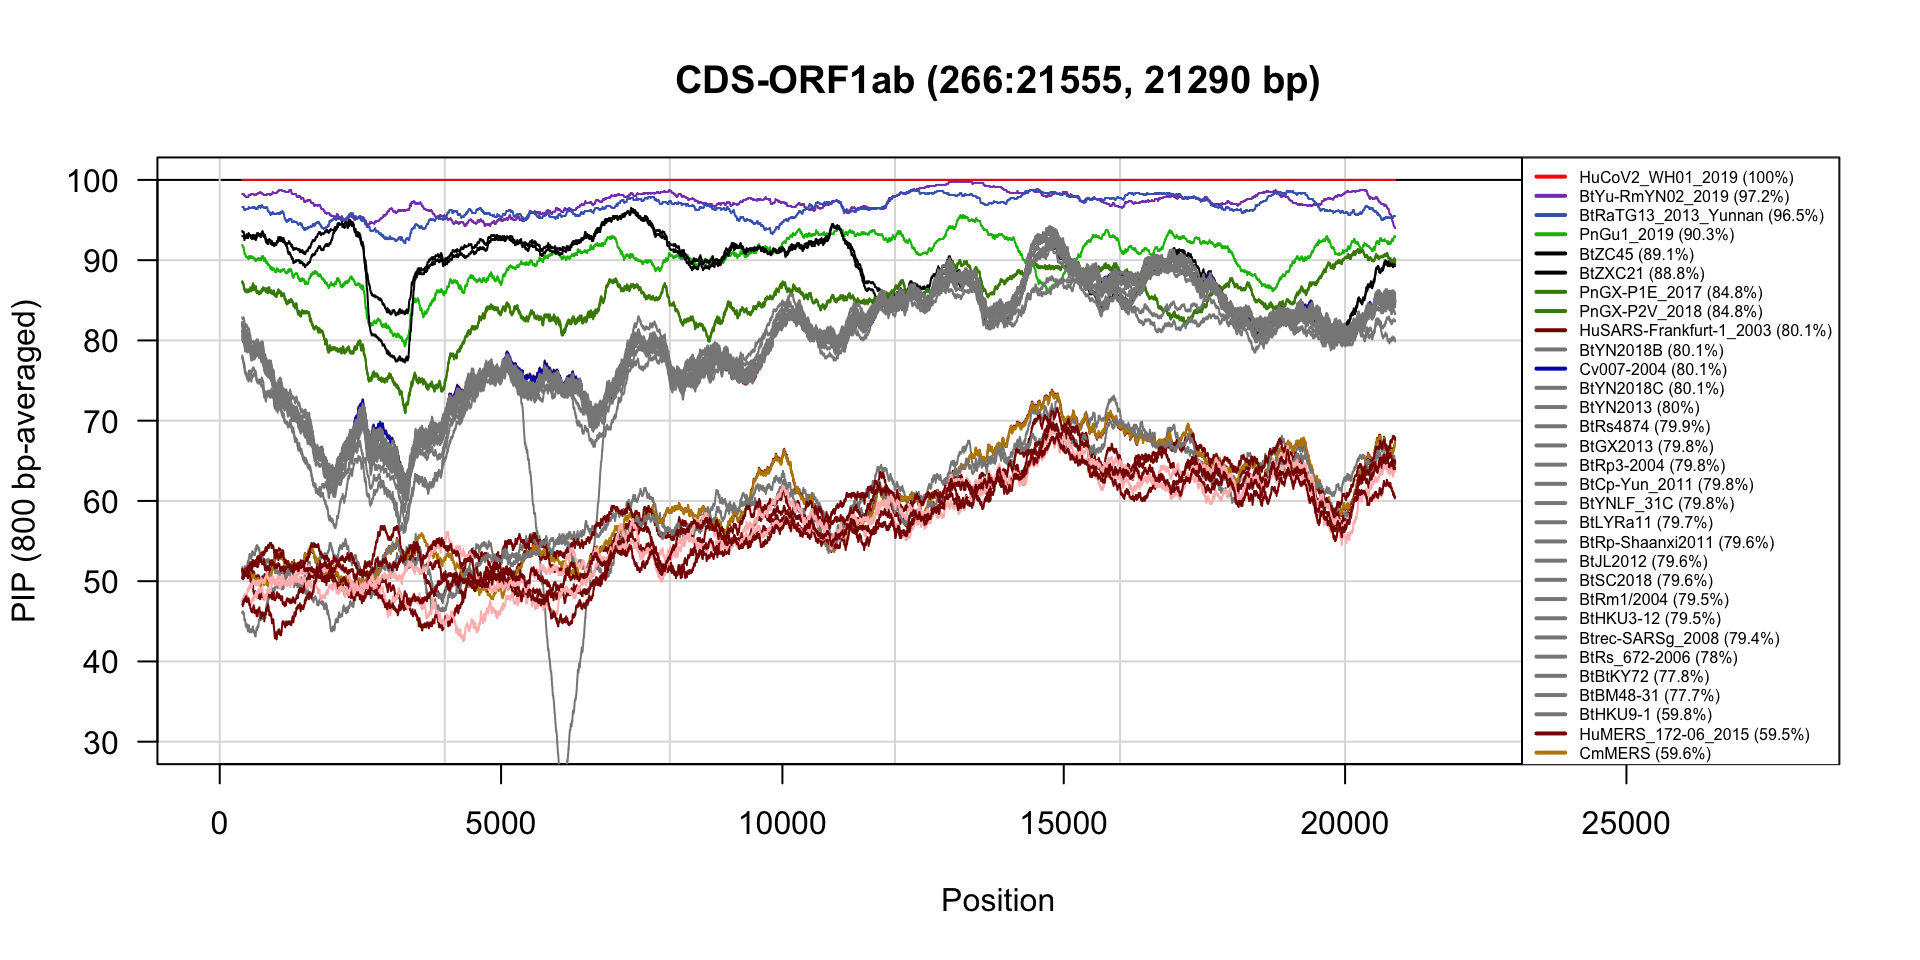 CDS-ORF1ab (266:21555, 21290 bp)
PIP (800 bp-averaged)
100
90
80
70
60
50
40
30
0
5000
10000
15000
20000
25000
Position
HuCoV2_WH01_2019 (100%)
BtYu-RmYN02_2019 (97.2%)
BtRaTG13_2013_Yunnan (96.5%)
PnGu1_2019 (90.3%)
BtZC45 (89.1%)
BtZXC21 (88.8%)
PnGX-P1E_2017 (84.8%)
PnGX-P2V_2018 (84.8%)
HuSARS-Frankfurt-1_2003 (80.1%)
BtYN2018B (80.1%)
Cv007-2004 (80.1%)
BtYN2018C (80.1%)
BtYN2013 (80%)
BtRs4874 (79.9%)
BtGX2013 (79.8%)
BtRp3-2004 (79.8%)
BtCp-Yun_2011 (79.8%)
BtYNLF_31C (79.8%)
BtLYRa11 (79.7%)
BtRp-Shaanxi2011 (79.6%)
BtJL2012 (79.6%)
BtSC2018 (79.6%)
BtRm1/2004 (79.5%)
BtHKU3-12 (79.5%)
Btrec-SARSg_2008 (79.4%)
BtRs_672-2006 (78%)
BtBtKY72 (77.8%)
BtBM48-31 (77.7%)
BtHKU9-1 (59.8%)
HuMERS_172-06_2015 (59.5%)
CmMERS (59.6%)